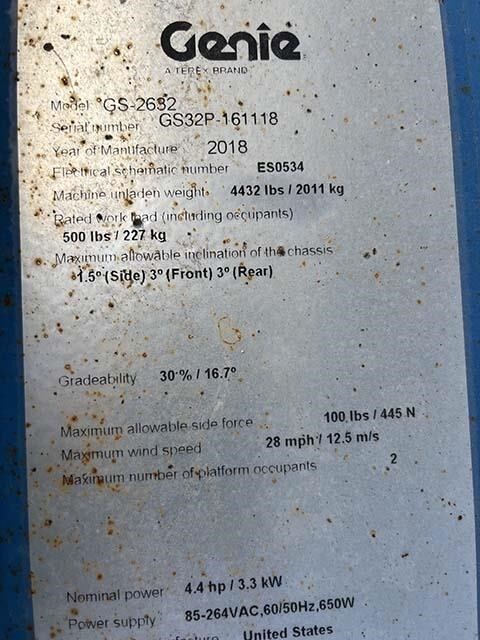 Genie
A TEREX BRAND
Model GS-2632
Serial number GS32P-161118
Year of Manufacture 2018
Electrical schematic number ES0534
Machine unladen weight 4432 lbs / 2011 kg
Rated work load (including occupants)
500 lbs / 227 kg
Maximum allowable inclination of the chassis
1.5° (Side) 3° (Front) 3° (Rear)
Gradeability 30 % / 16.7°
Maximum allowable side force 100 lbs / 445 N
Maximum wind speed 28 mph / 12.5 m/s
Maximum number of platform occupants 2
Nominal power 4.4 hp / 3.3 kW
Power supply 85-264VAC,60/50Hz,650W
United States